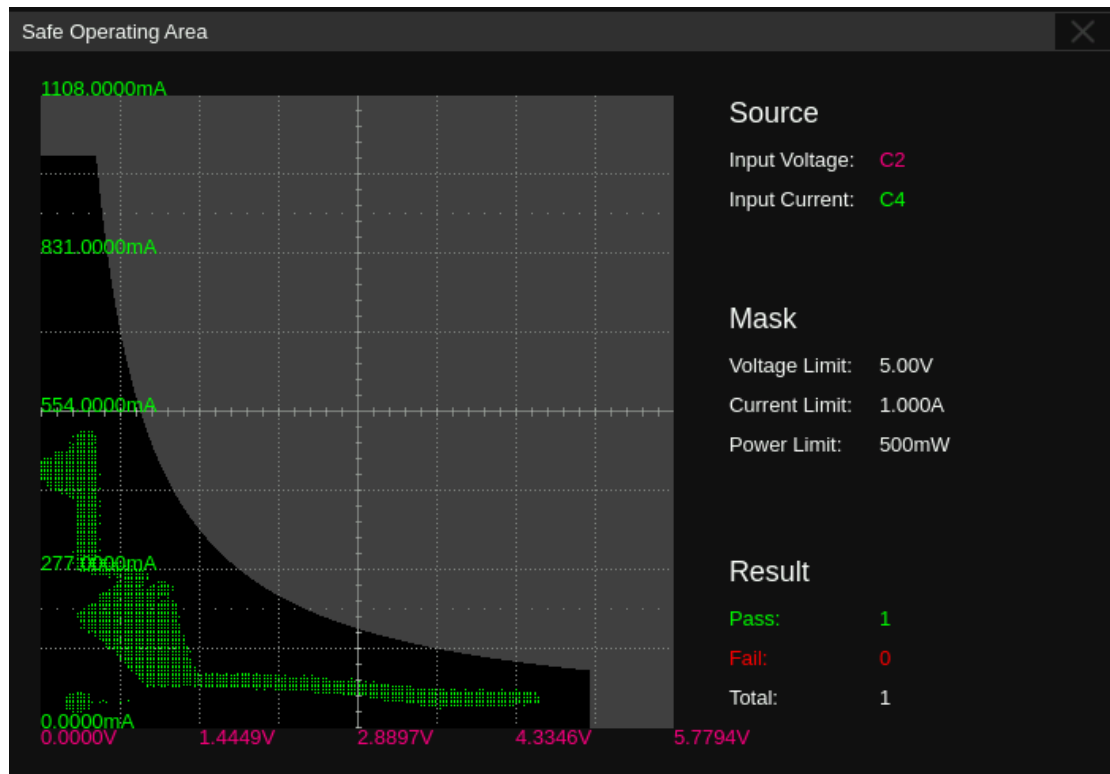 Safe Operating Area
1108.0000mA
831.0000mA
554.0000mA
277.0000mA
0.0000mA
0.0000V 1.4449V 2.8897V 4.3346V 5.7794V
Source
Input Voltage: C2
Input Current: C4
Mask
Voltage Limit: 5.00V
Current Limit: 1.000A
Power Limit: 500mW
Result
Pass: 1
Fail: 0
Total: 1